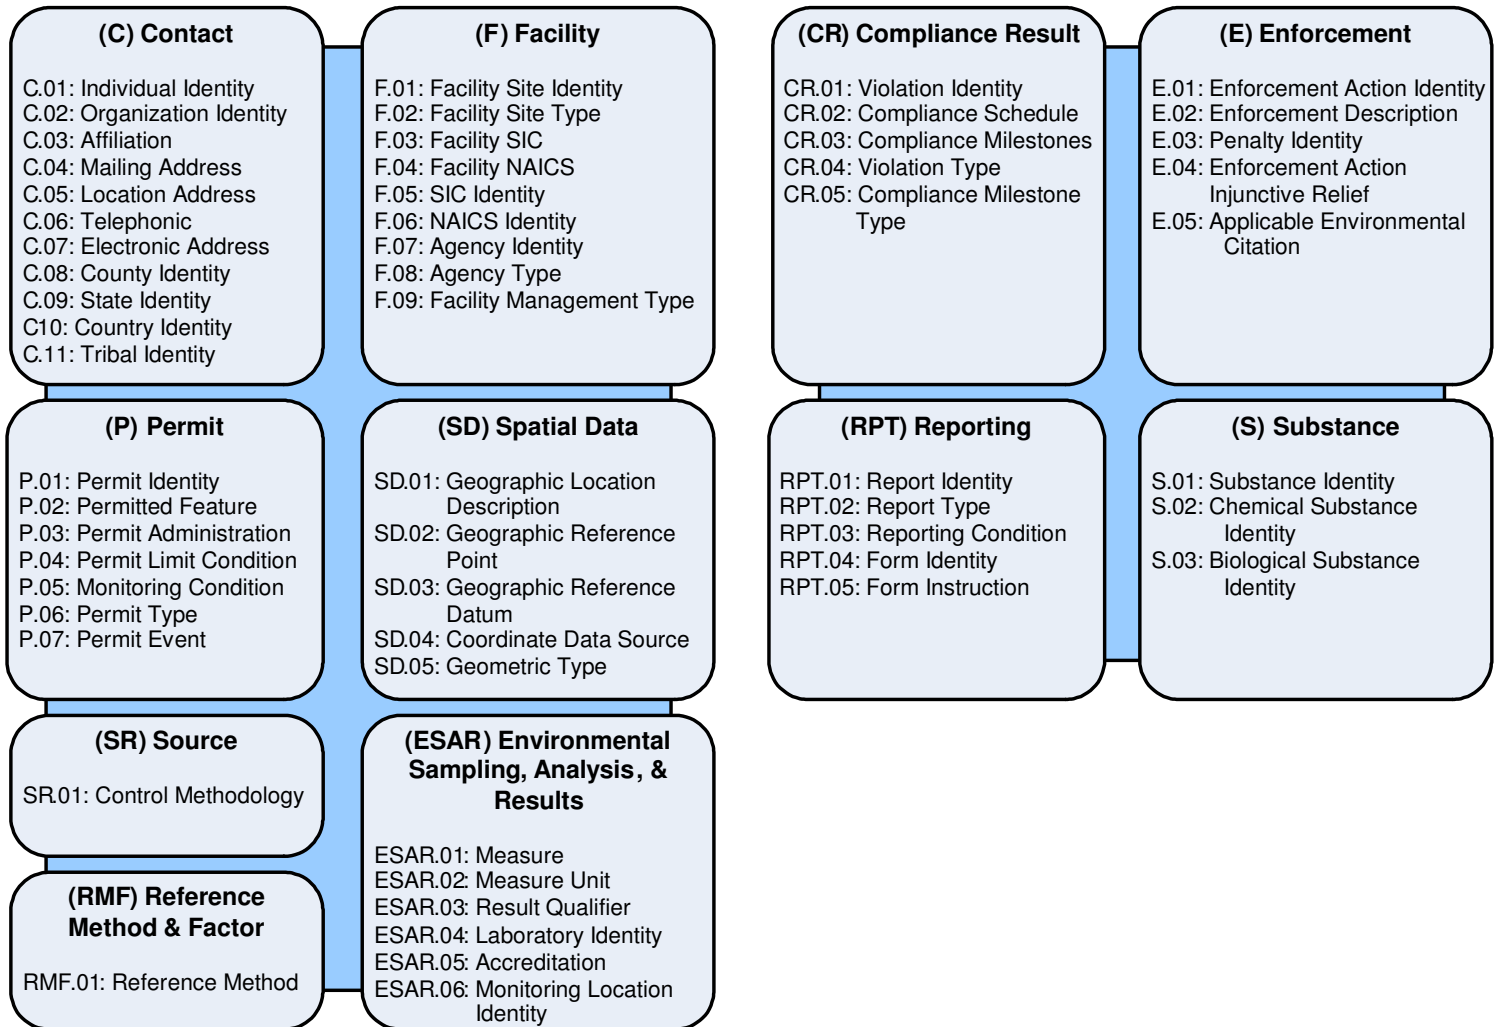 (C) Contact
C.01: Individual Identity
C.02: Organization Identity
C.03: Affiliation
C.04: Mailing Address
C.05: Location Address
C.06: Telephonic
C.07: Electronic Address
C.08: County Identity
C.09: State Identity
C10: Country Identity
C.11: Tribal Identity
(F) Facility
F.01: Facility Site Identity
F.02: Facility Site Type
F.03: Facility SIC
F.04: Facility NAICS
F.05: SIC Identity
F.06: NAICS Identity
F.07: Agency Identity
F.08: Agency Type
F.09: Facility Management Type
(CR) Compliance Result
CR.01: Violation Identity
CR.02: Compliance Schedule
CR.03: Compliance Milestones
CR.04: Violation Type
CR.05: Compliance Milestone
Type
(E) Enforcement
E.01: Enforcement Action Identity
E.02: Enforcement Description
E.03: Penalty Identity
E.04: Enforcement Action
Injunctive Relief
E.05: Applicable Environmental
Citation
(P) Permit
P.01: Permit Identity
P.02: Permitted Feature
P.03: Permit Administration
P.04: Permit Limit Condition
P.05: Monitoring Condition
P.06: Permit Type
P.07: Permit Event
(SD) Spatial Data
SD.01: Geographic Location
Description
SD.02: Geographic Reference
Point
SD.03: Geographic Reference
Datum
SD.04: Coordinate Data Source
SD.05: Geometric Type
(RPT) Reporting
RPT.01: Report Identity
RPT.02: Report Type
RPT.03: Reporting Condition
RPT.04: Form Identity
RPT.05: Form Instruction
(S) Substance
S.01: Substance Identity
S.02: Chemical Substance
Identity
S.03: Biological Substance
Identity
(SR) Source
SR.01: Control Methodology
(ESAR) Environmental
Sampling, Analysis, &
Results
ESAR.01: Measure
ESAR.02: Measure Unit
ESAR.03: Result Qualifier
ESAR.04: Laboratory Identity
ESAR.05: Accreditation
ESAR.06: Monitoring Location
Identity
(RMF) Reference
Method & Factor
RMF.01: Reference Method